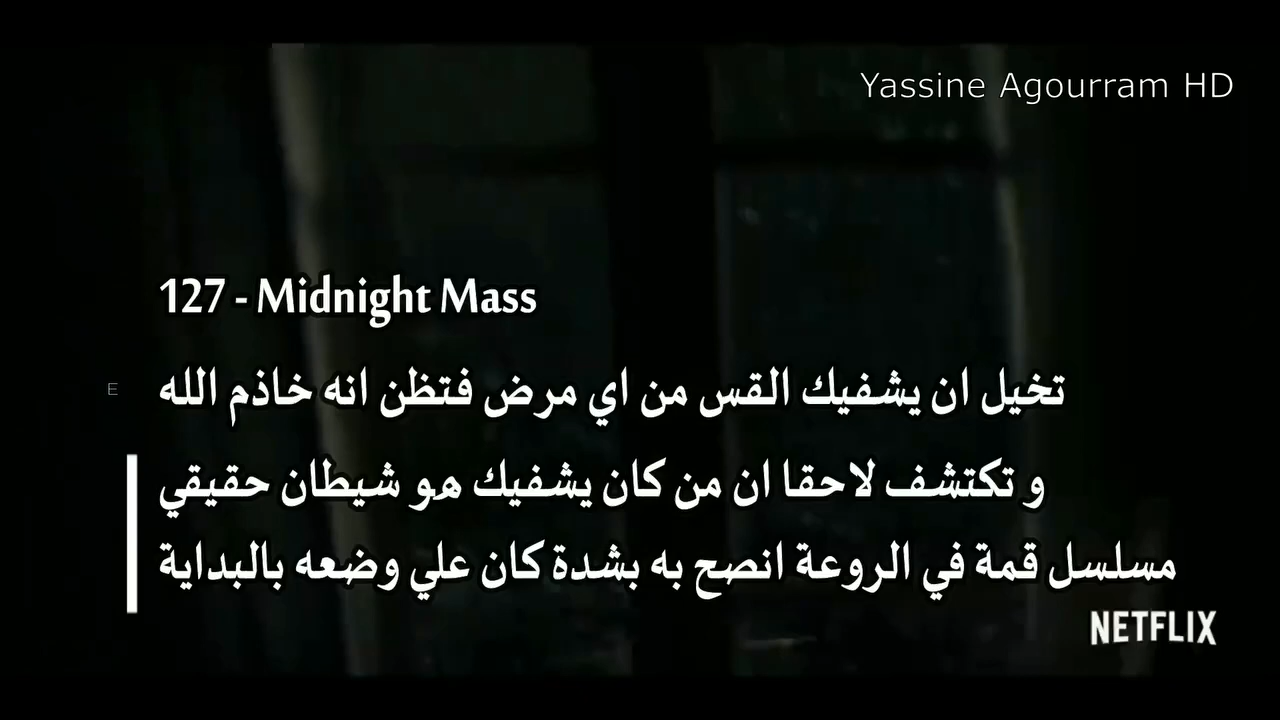 Yassine Agourram HD
127 - Midnight Mass
تخيل ان يشفيك القس من اي مرض فتظن انه خاذم الله
E
و تكتشف لاحقا ان من كان يشفيك هو شيطان حقيقي
مسلسل قمة في الروعة انصح به بشدة كان علي وضعه بالبداية
NETFLIX